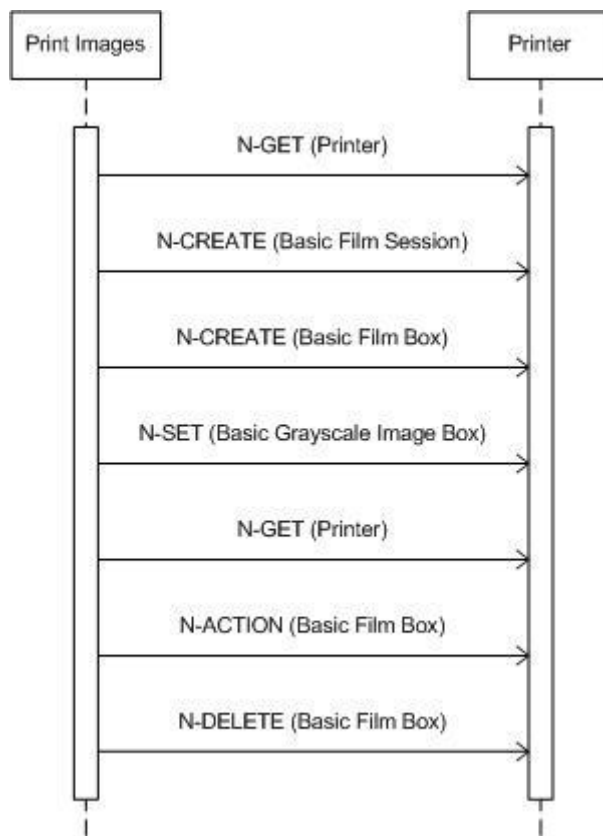 Print Images
Printer
N-GET (Printer)
N-CREATE (Basic Film Session)
N-CREATE (Basic Film Box)
N-SET (Basic Grayscale Image Box)
N-GET (Printer)
N-ACTION (Basic Film Box)
N-DELETE (Basic Film Box)